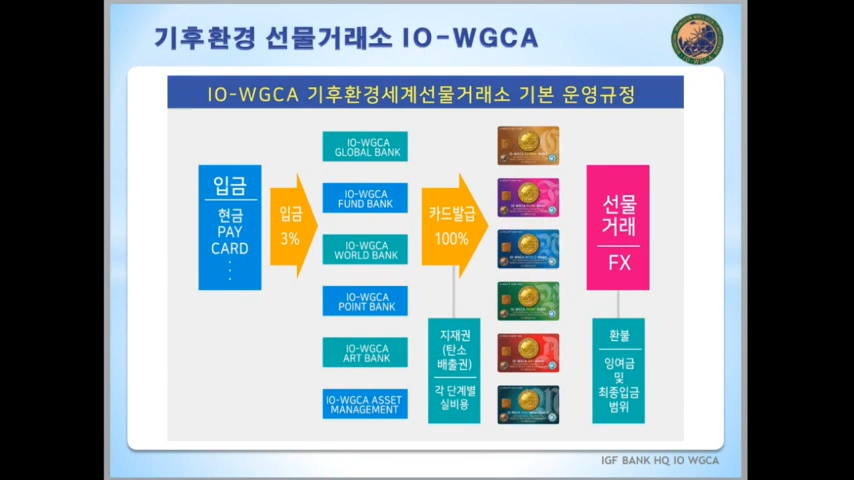 기후환경 선물거래소 IO-WGCA
IO-WGCA 기후환경세계선물거래소 기본 운영규정
입금
현금
PAY
CARD
입금
3%
IO-WGCA
GLOBAL BANK
IO-WGCA
FUND BANK
IO-WGCA
WORLD BANK
IO-WGCA
POINT BANK
IO-WGCA
ART BANK
IO-WGCA ASSET
MANAGEMENT
카드발급
100%
지재권
(탄소
배출권)
각 단계별
실비용
선물
거래
FX
환불
잉여금
및
최종입금
범위
IGF BANK HQ IO WGCA